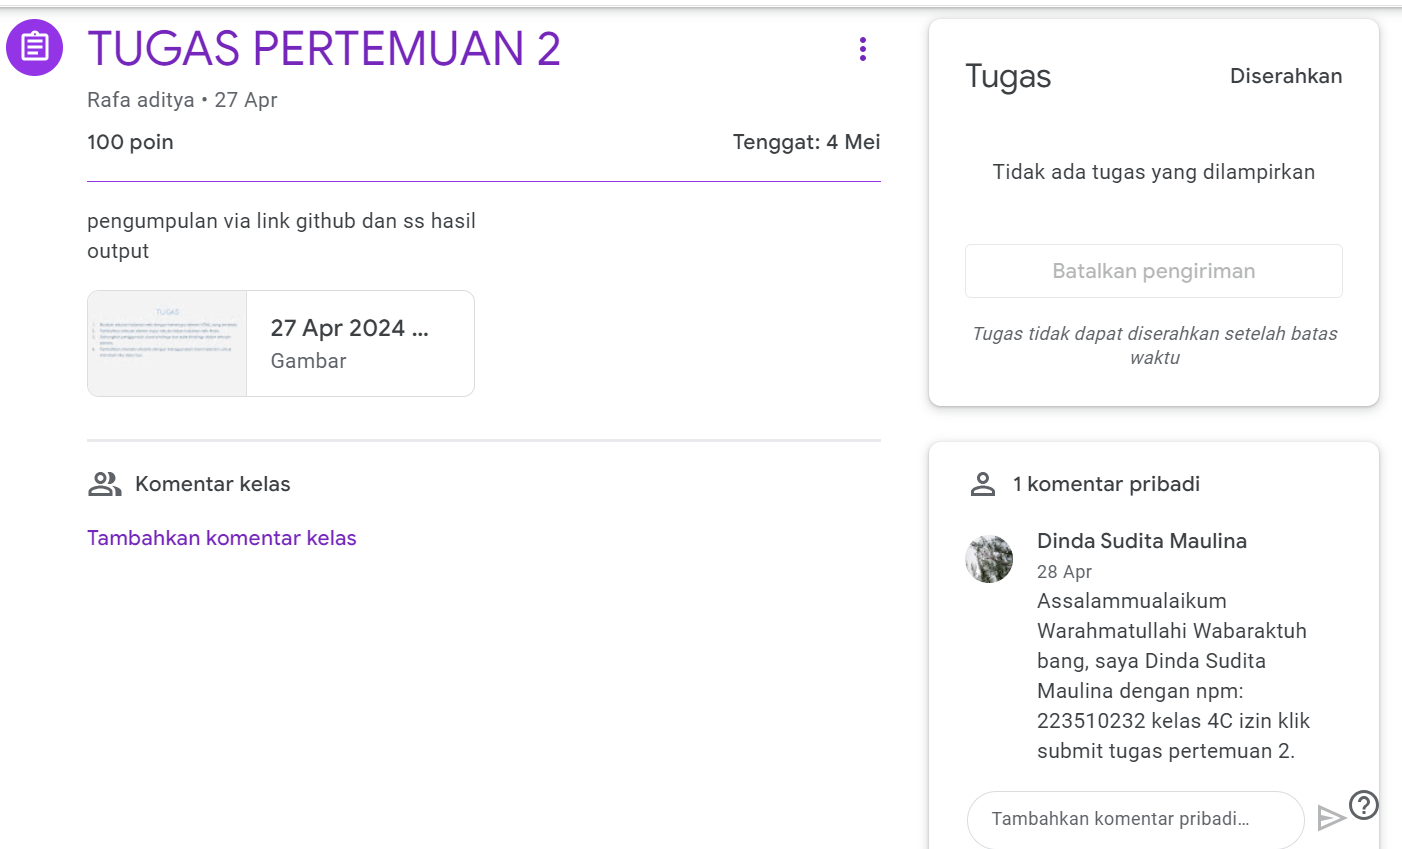 TUGAS PERTEMUAN 2
Rafa aditya • 27 Apr
100 poin
Tenggat: 4 Mei
pengumpulan via link github dan ss hasil
output
TUGAS
27 Apr 2024 ...
Gambar
Komentar kelas
Tambahkan komentar kelas
Tugas
Diserahkan
Tidak ada tugas yang dilampirkan
Batalkan pengiriman
Tugas tidak dapat diserahkan setelah batas
waktu
1 komentar pribadi
Dinda Sudita Maulina
28 Apr
Assalammualaikum
Warahmatullahi Wabaraktuh
bang, saya Dinda Sudita
Maulina dengan npm:
223510232 kelas 4C izin klik
submit tugas pertemuan 2.
Tambahkan komentar pribadi...